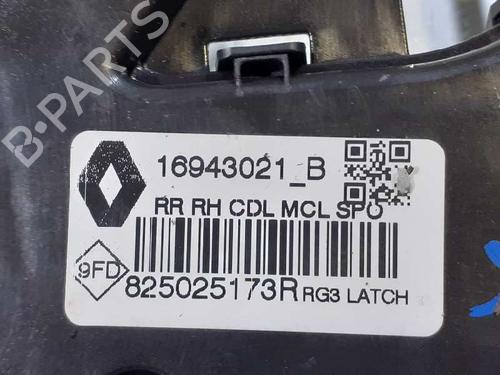 B-PARTS
16943021_B
RR RH CDL MCL SPO
9FD
825025173R RG3 LATCH